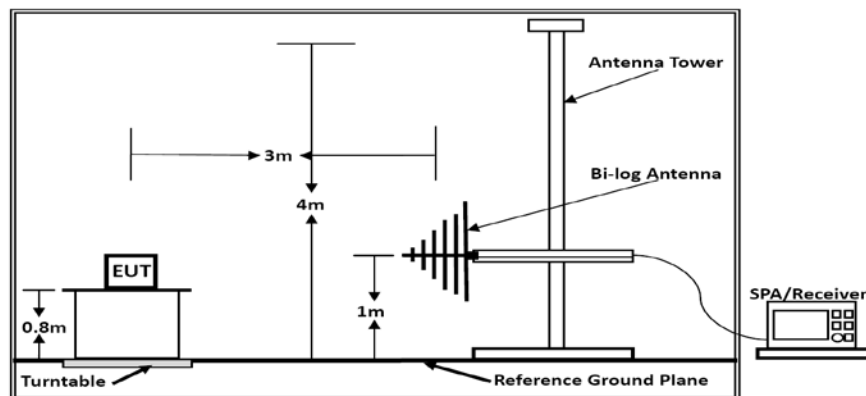 Antenna Tower
3m
Bi-log Antenna
4m
EUT
1m
SPA/Receiver
0.8m
Turntable
Reference Ground Plane